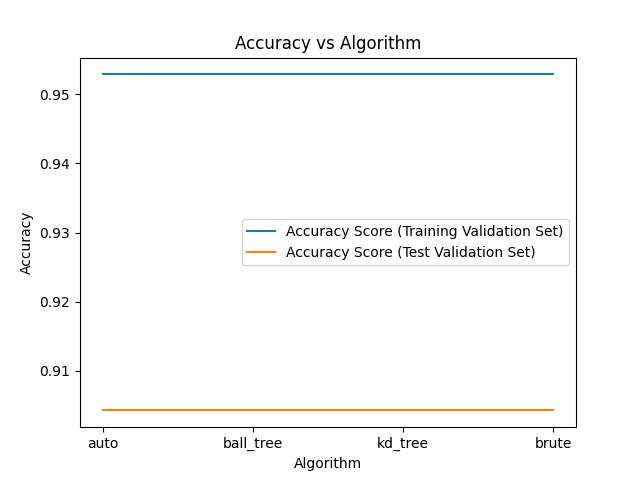 Accuracy vs Algorithm
0.95
0.94
0.93
0.92
0.91
Accuracy
Accuracy Score (Training Validation Set)
Accuracy Score (Test Validation Set)
auto ball_tree kd_tree brute
Algorithm